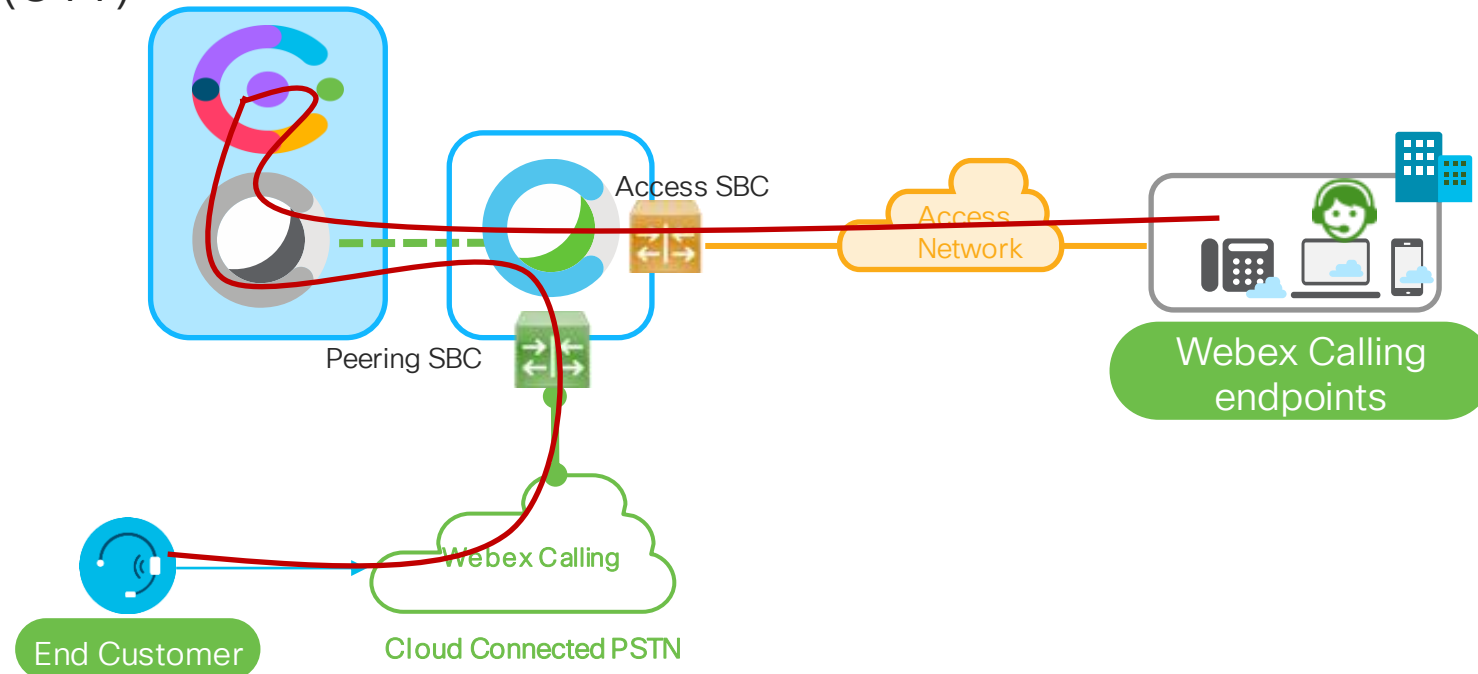 Access SBC
Access
Network
Peering SBC
Webex Calling
endpoints
Webex Calling
End Customer
Cloud Connected PSTN